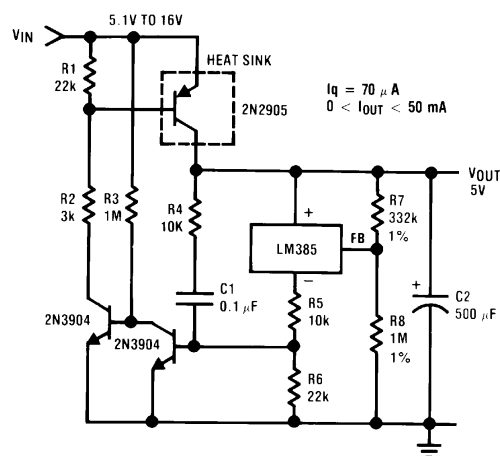 5.1V TO 16V
VIN
HEAT SINK
R1
22k
Iq = 70 μA
0 < IOUT < 50 mA
2N2905
VOUT
5V
R2
3k
R3
1M
R4
10K
+
LM385
−
FB
R7
332k
1%
C1
0.1 μF
R5
10k
+
C2
500 μF
2N3904
2N3904
R8
1M
1%
R6
22k